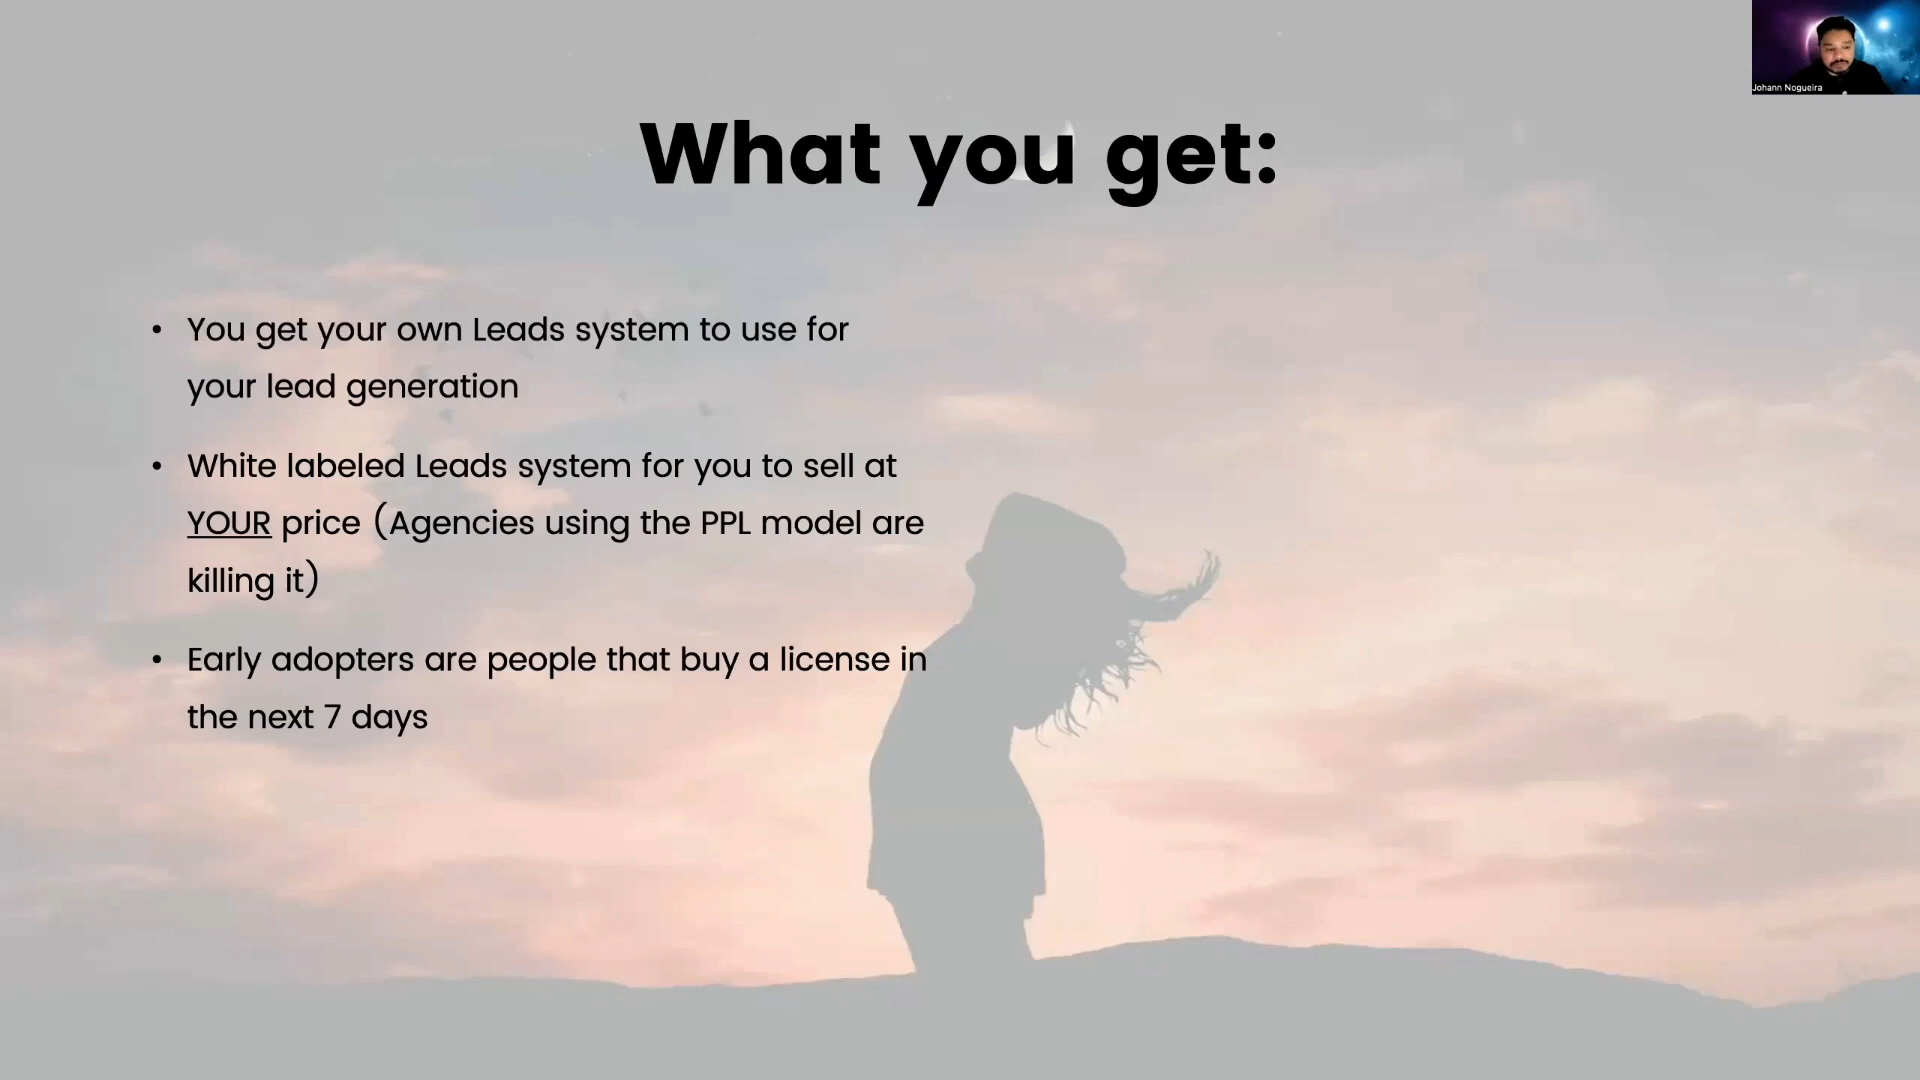 Johann Nogueira
What you get:
• You get your own Leads system to use for
your lead generation
• White labeled Leads system for you to sell at
YOUR price (Agencies using the PPL model are
killing it)
• Early adopters are people that buy a license in
the next 7 days